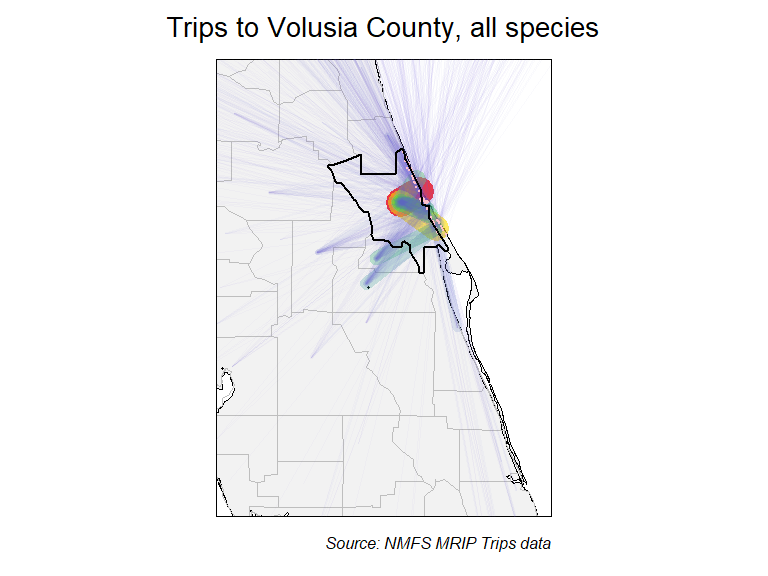 Trips to Volusia County, all species
Source: NMFS MRIP Trips data